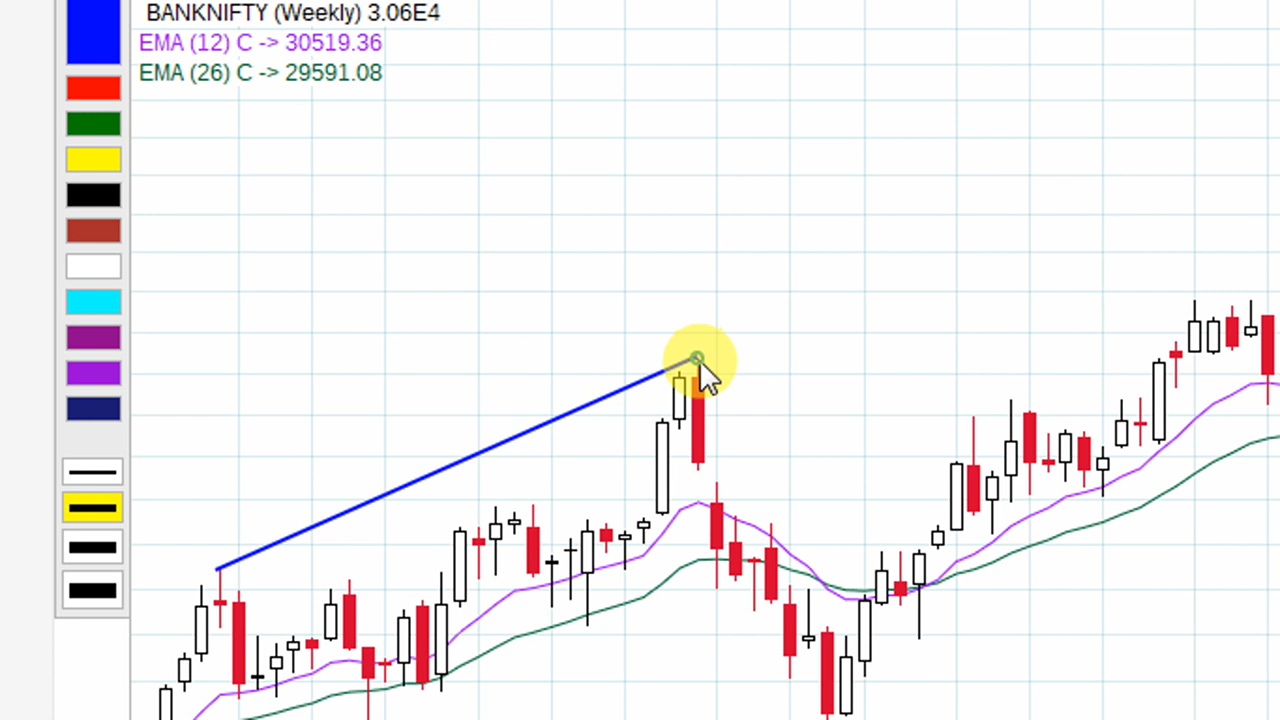 BANKNIFTY (Weekly) 3.06E4
EMA (12) C -> 30519.36
EMA (26) C -> 29591.08